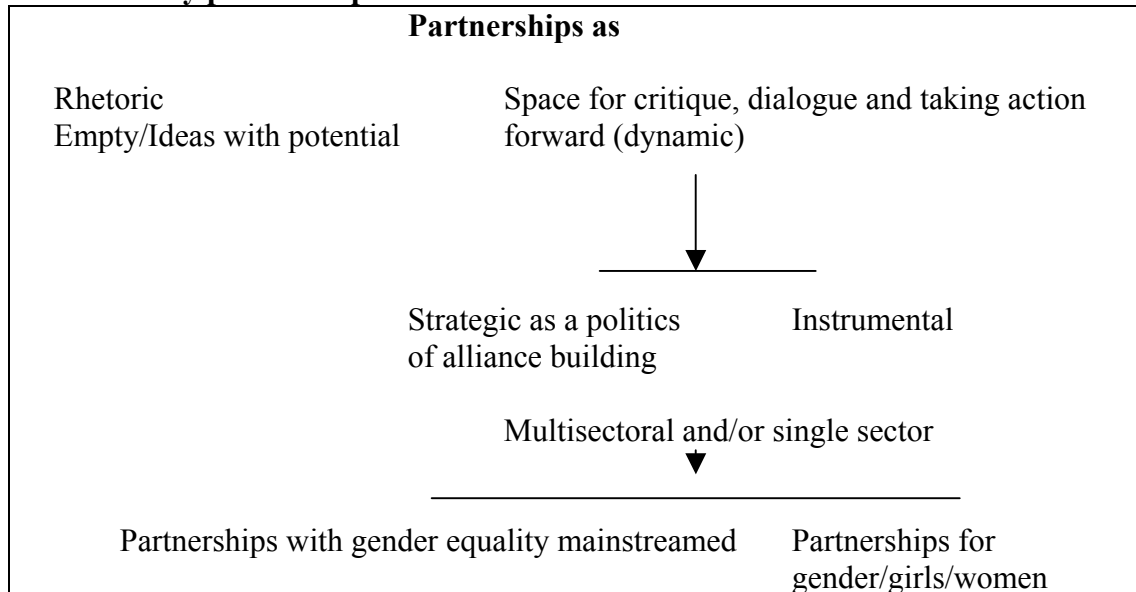 Partnerships as
Rhetoric
Empty/Ideas with potential
Space for critique, dialogue and taking action
forward (dynamic)
Strategic as a politics
of alliance building
Instrumental
Multisectoral and/or single sector
Partnerships with gender equality mainstreamed
Partnerships for
gender/girls/women